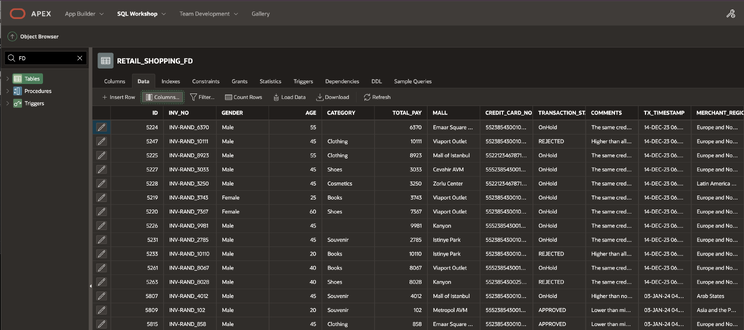 APEX App Builder SQL Workshop Team Development Gallery
Object Browser
FD
Tables
Procedures
Triggers
RETAIL_SHOPPING_FD
Columns Data Indexes Constraints Grants Statistics Triggers Dependencies DDL Sample Queries
Insert Row Columns... Filter... Count Rows Load Data Download Refresh
ID INV_NO GENDER AGE CATEGORY TOTAL_PAY MALL CREDIT_CARD_NO TRANSACTION_ST COMMENTS TX_TIMESTAMP MERCHANT_REGI
5224 INV-RAND_6370 Male 55 6370 Emaar Square ... 552385430010... OnHold The same cred... 14-DEC-23 06.... Europe and No...
5247 INV-RAND_10111 Male 45 Clothing 10111 Viaport Outlet 552385430010... REJECTED Higher than all... 14-DEC-23 06.... Europe and No...
5225 INV-RAND_8923 Male 55 Clothing 8923 Mall of Istanbul 552212346787... OnHold The same cred... 14-DEC-23 06.... Europe and No...
5227 INV-RAND_3033 Male 45 Shoes 3033 Cevahir AVM 552238543001... OnHold The same cred... 14-DEC-23 06.... Europe and No...
5228 INV-RAND_3250 Male 45 Cosmetics 3250 Zorlu Center 552238543001... OnHold The same cred... 14-DEC-23 06.... Latin America ...
5219 INV-RAND_3743 Female 25 Books 3743 Viaport Outlet 552385430010... OnHold The same cred... 14-DEC-23 06.... Europe and No...
5220 INV-RAND_7367 Female 60 Shoes 7367 Viaport Outlet 552385430010... OnHold The same cred... 14-DEC-23 06.... Europe and No...
5226 INV-RAND_9981 Male 45 9981 Kanyon 552385430010... OnHold The same cred... 14-DEC-23 06.... Europe and No...
5231 INV-RAND_2785 Male 45 Souvenir 2785 Istinye Park 552385430010... OnHold The same cred... 14-DEC-23 06.... Europe and No...
5233 INV-RAND_10110 Male 20 Books 10110 Istinye Park 552385430010... REJECTED Higher than all... 14-DEC-23 06.... Europe and No...
5261 INV-RAND_8067 Male 40 Books 8067 Viaport Outlet 552385430001... OnHold The same cred... 14-DEC-23 06.... Europe and No...
5263 INV-RAND_8028 Male 40 Shoes 8028 Kanyon 552385430010... OnHold The same cred... 14-DEC-23 06.... Europe and No...
5807 INV-RAND_4012 Male 45 Souvenir 4012 Mall of Istanbul 552385430010... OnHold Higher than no... 03-JAN-24 04.... Arab States
5809 INV-RAND_102 Male 20 Souvenir 102 Metropol AVM 552385430001... APPROVED Lower than mi... 03-JAN-24 04.... Asia and the P...
5815 INV-RAND_858 Male 45 Clothing 858 Emaar Square ... 552385430001... APPROVED Lower than mi... 03-JAN-24 04.... Europe and No...